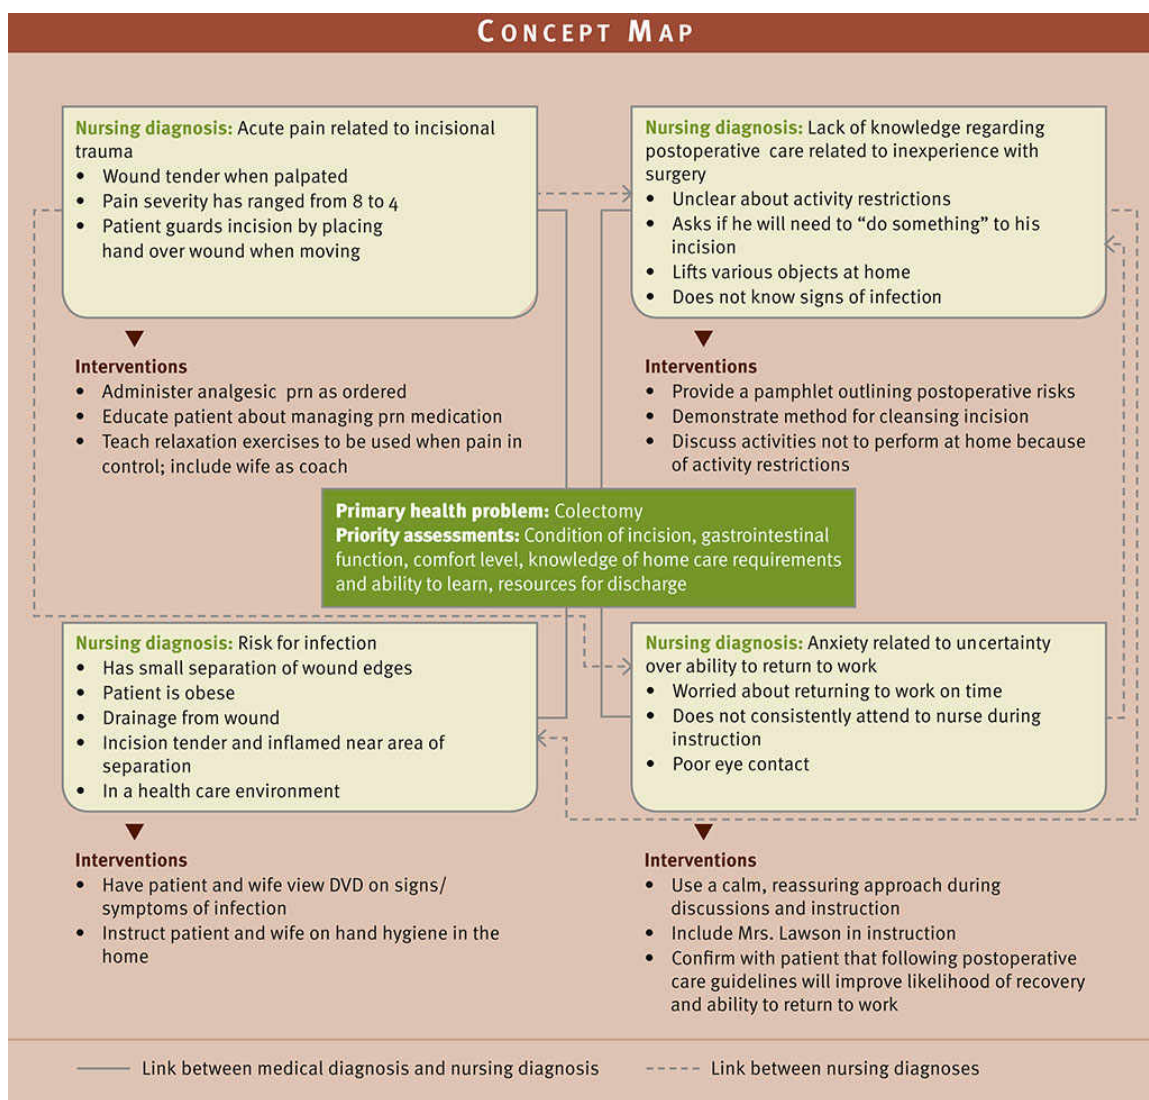 CONCEPT MAP
Nursing diagnosis: Acute pain related to incisional
trauma
• Wound tender when palpated
• Pain severity has ranged from 8 to 4
• Patient guards incision by placing
hand over wound when moving
Interventions
• Administer analgesic prn as ordered
• Educate patient about managing prn medication
• Teach relaxation exercises to be used when pain in
control; include wife as coach
Nursing diagnosis: Lack of knowledge regarding
postoperative care related to inexperience with
surgery
• Unclear about activity restrictions
• Asks if he will need to “do something” to his
incision
• Lifts various objects at home
• Does not know signs of infection
Interventions
• Provide a pamphlet outlining postoperative risks
• Demonstrate method for cleansing incision
• Discuss activities not to perform at home because
of activity restrictions
Primary health problem: Colectomy
Priority assessments: Condition of incision, gastrointestinal
function, comfort level, knowledge of home care requirements
and ability to learn, resources for discharge
Nursing diagnosis: Risk for infection
• Has small separation of wound edges
• Patient is obese
• Drainage from wound
• Incision tender and inflamed near area of
separation
• In a health care environment
Interventions
• Have patient and wife view DVD on signs/
symptoms of infection
• Instruct patient and wife on hand hygiene in the
home
Nursing diagnosis: Anxiety related to uncertainty
over ability to return to work
• Worried about returning to work on time
• Does not consistently attend to nurse during
instruction
• Poor eye contact
Interventions
• Use a calm, reassuring approach during
discussions and instruction
• Include Mrs. Lawson in instruction
• Confirm with patient that following postoperative
care guidelines will improve likelihood of recovery
and ability to return to work
Link between medical diagnosis and nursing diagnosis
Link between nursing diagnoses